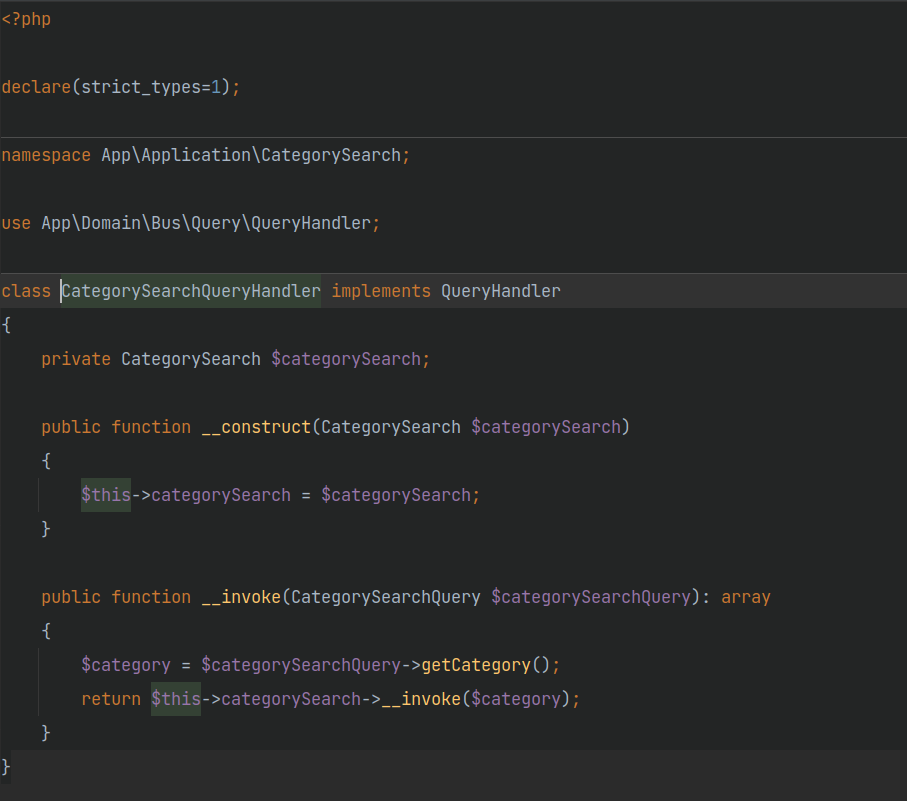 <?php
declare(strict_types=1);
namespace App\Application\CategorySearch;
use App\Domain\Bus\Query\QueryHandler;
class CategorySearchQueryHandler implements QueryHandler
{
    private CategorySearch $categorySearch;
    public function __construct(CategorySearch $categorySearch)
    {
        $this->categorySearch = $categorySearch;
    }
    public function __invoke(CategorySearchQuery $categorySearchQuery): array
    {
        $category = $categorySearchQuery->getCategory();
        return $this->categorySearch->__invoke($category);
    }
}